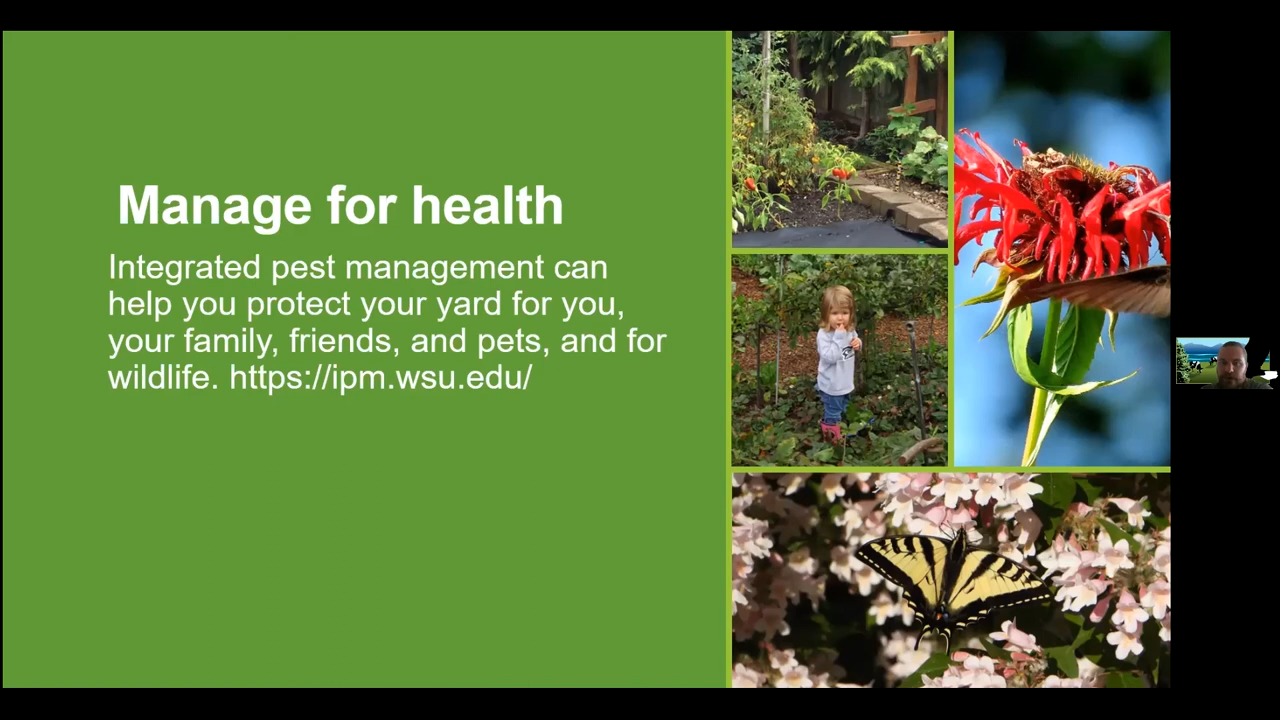 Manage for health
Integrated pest management can
help you protect your yard for you,
your family, friends, and pets, and for
wildlife. https://ipm.wsu.edu/